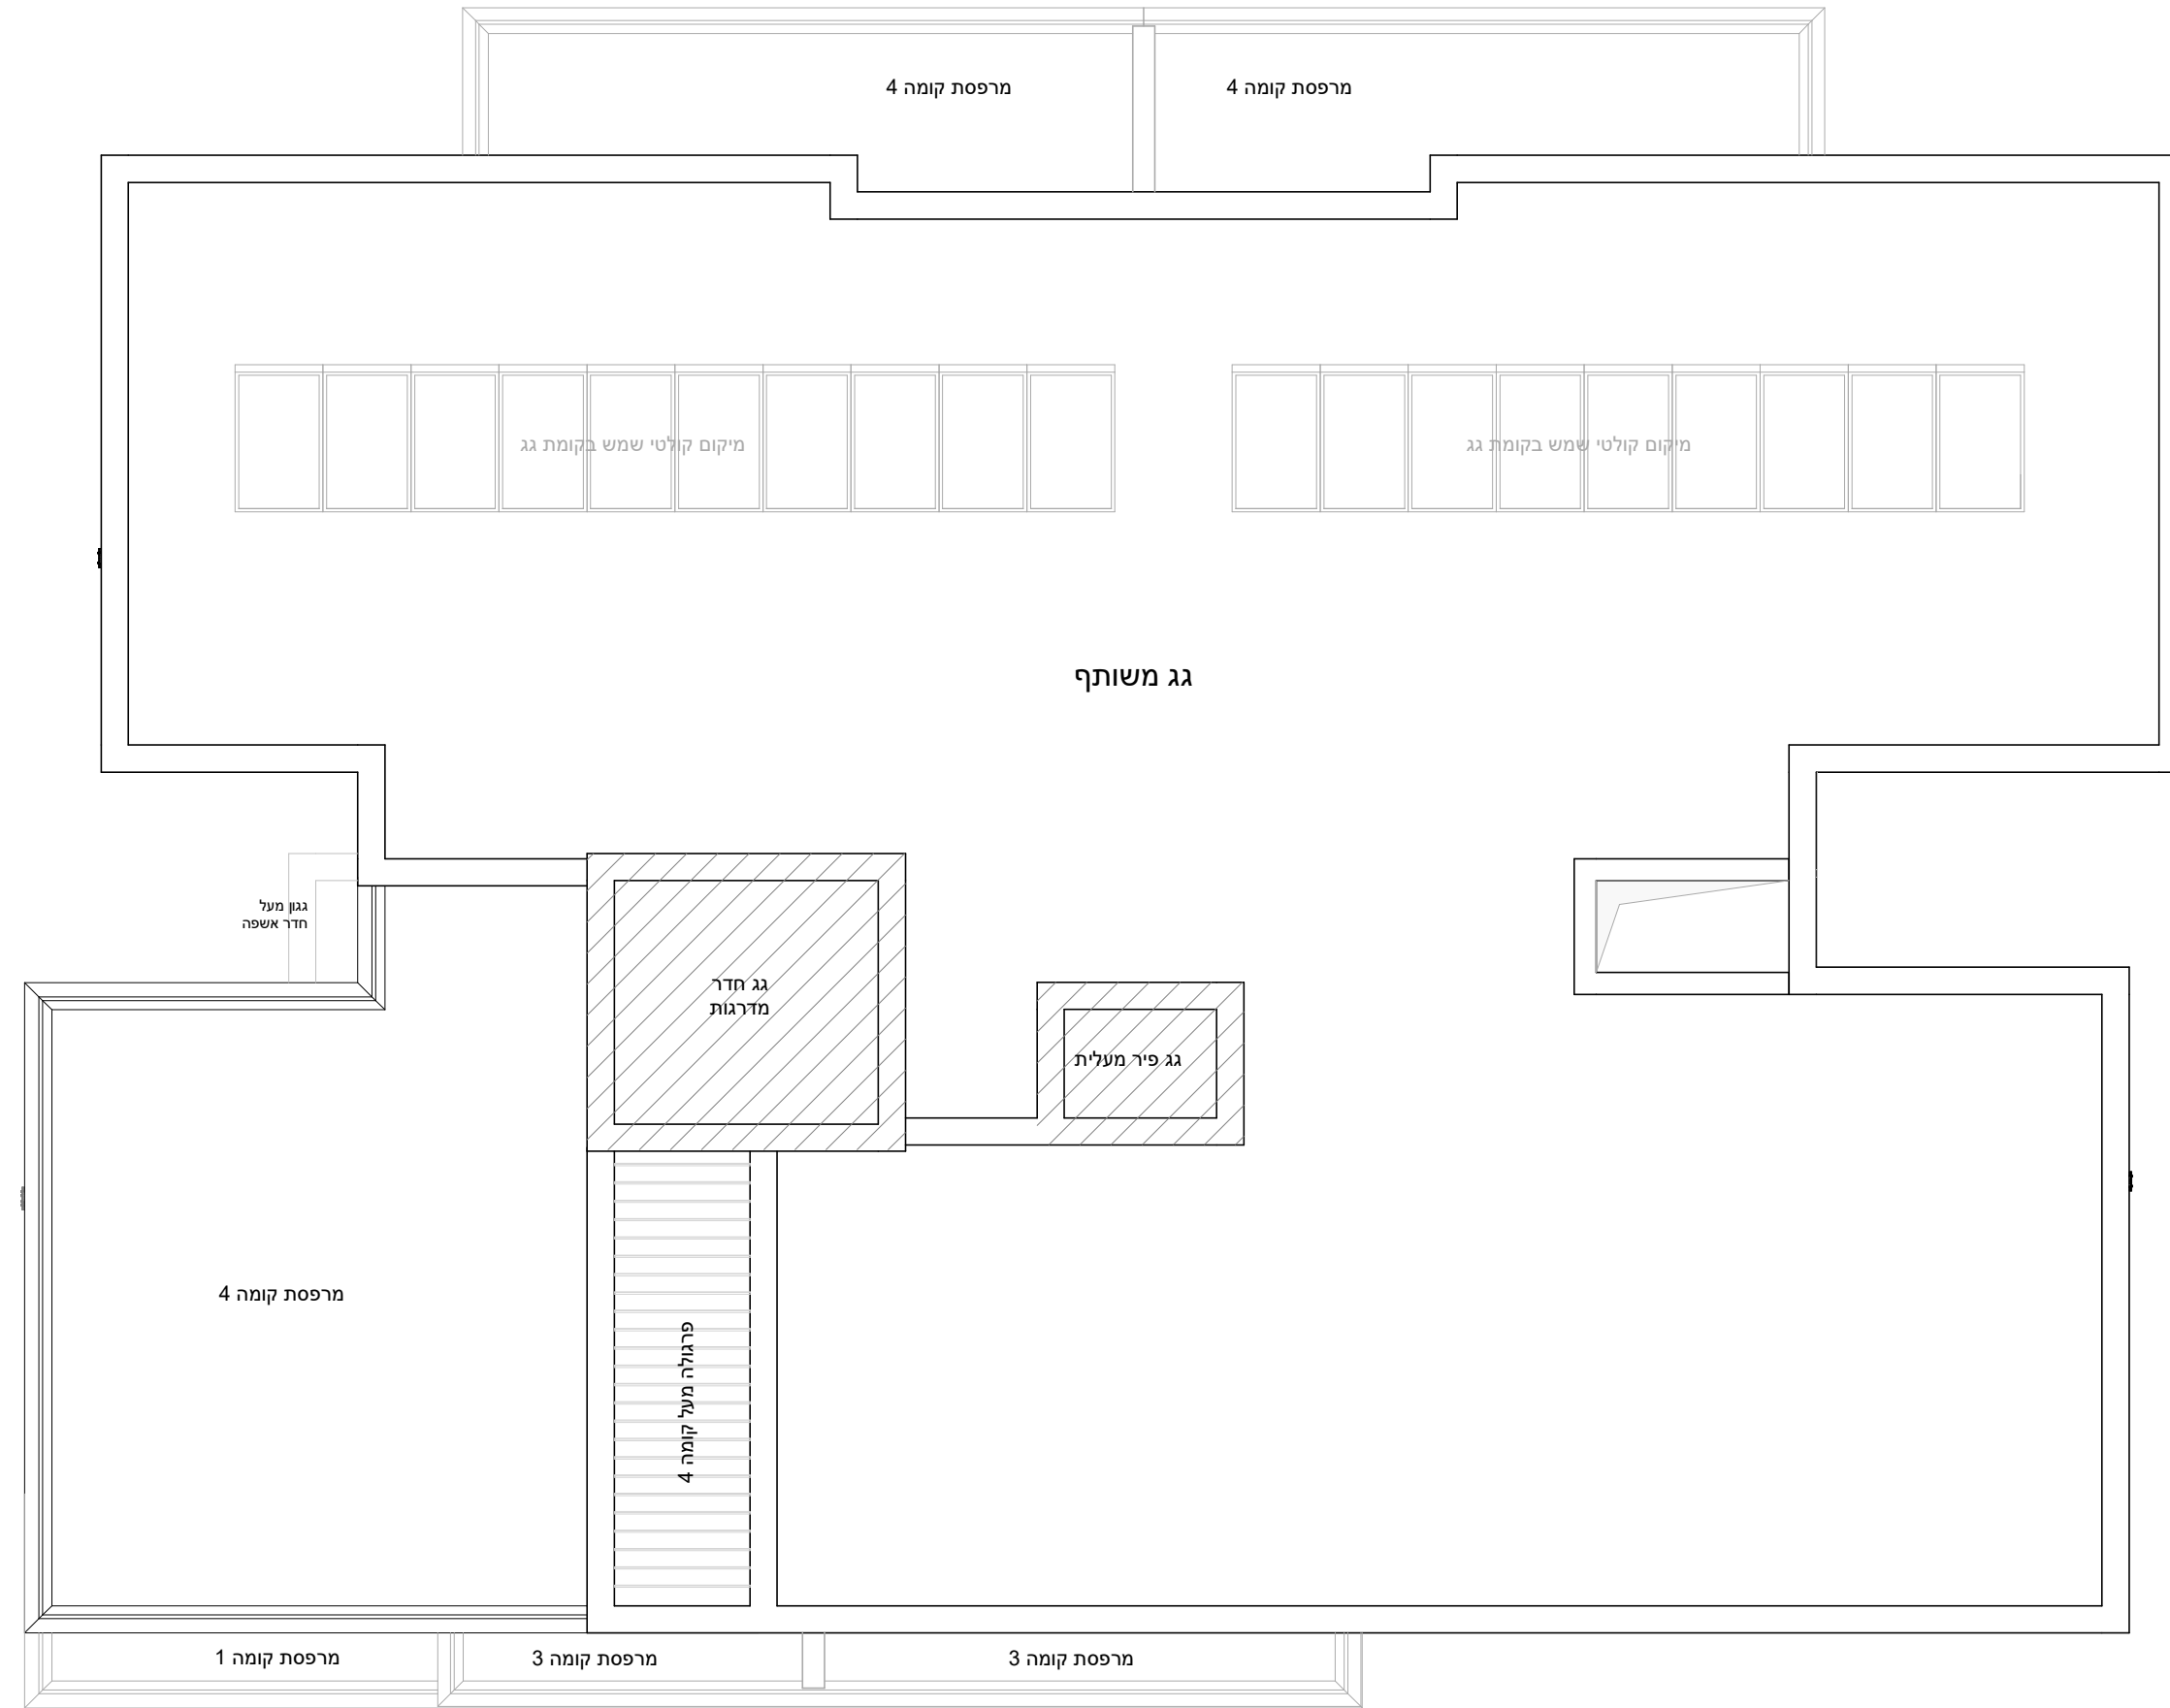 מרפסת קומה 4
מרפסת קומה 4
מיקום קולטי שמש בקומת גג
מיקום קולטי שמש בקומת גג
גג משותף
גגון מעל
חדר אשפה
גג חדר
מדרגות
גג פיר מעלית
מרפסת קומה 4
פרגולה מעל קומה 4
מרפסת קומה 1
מרפסת קומה 3
מרפסת קומה 3